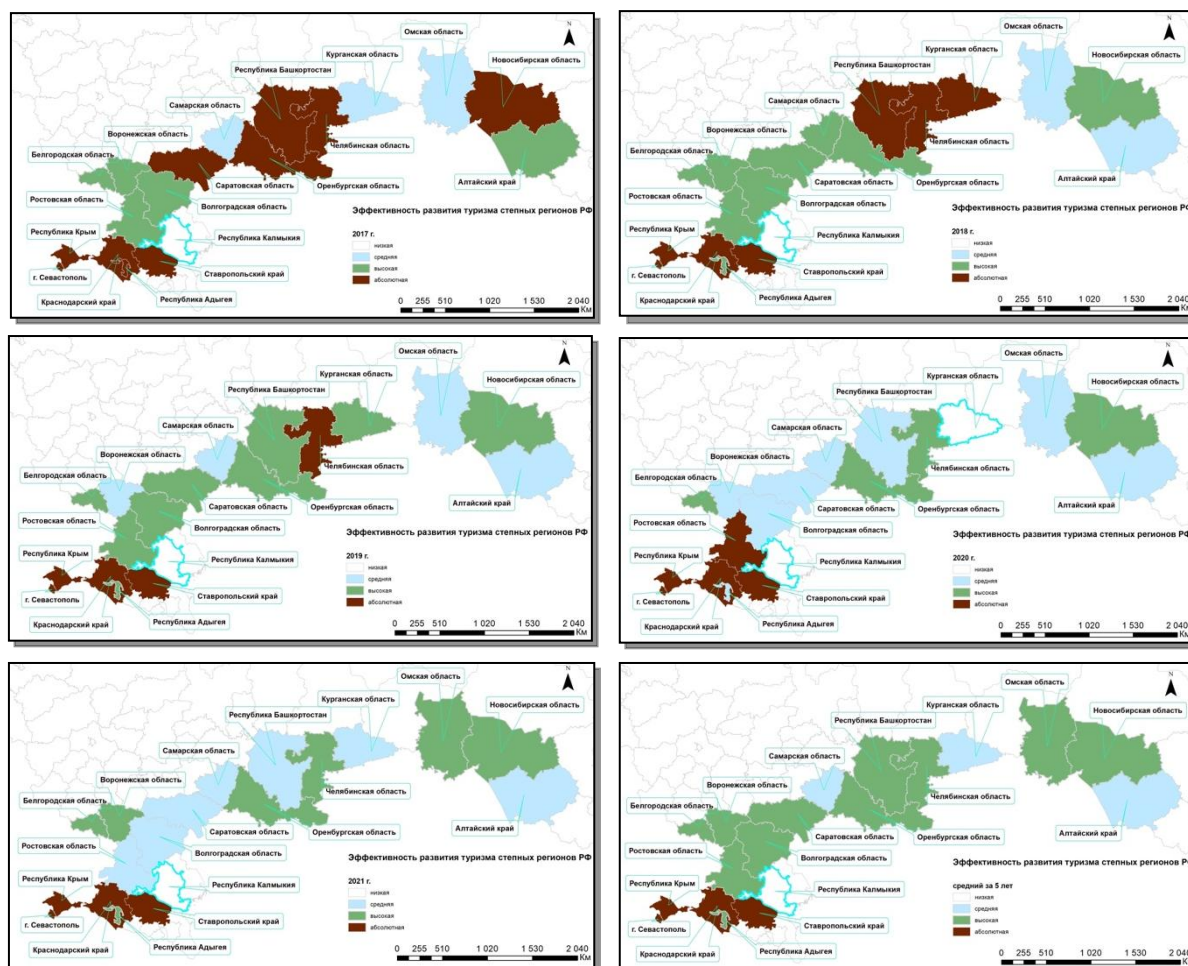 N
Омская область
Курганская область
Новосибирская область
Республика Башкортостан
Самарская область
Воронежская область
Белгородская область
Челябинская область
Саратовская область
Оренбургская область
Алтайский край
Ростовская область
Волгоградская область
Эффективность развития туризма степных регионов РФ
Республика Крым
Республика Калмыкия
2017 г.
низкая
средняя
высокая
абсолютная
г. Севастополь
Ставропольский край
Краснодарский край
Республика Адыгея
0 255 510 1 020 1 530 2 040
Км
N
Омская область
Курганская область
Новосибирская область
Республика Башкортостан
Самарская область
Воронежская область
Белгородская область
Челябинская область
Саратовская область
Оренбургская область
Алтайский край
Ростовская область
Волгоградская область
Эффективность развития туризма степных регионов РФ
Республика Крым
Республика Калмыкия
2018 г.
низкая
средняя
высокая
абсолютная
г. Севастополь
Ставропольский край
Краснодарский край
Республика Адыгея
0 255 510 1 020 1 530 2 040
Км
N
Омская область
Курганская область
Новосибирская область
Республика Башкортостан
Самарская область
Воронежская область
Белгородская область
Челябинская область
Саратовская область
Оренбургская область
Алтайский край
Ростовская область
Волгоградская область
Эффективность развития туризма степных регионов РФ
Республика Крым
Республика Калмыкия
2019 г.
низкая
средняя
высокая
абсолютная
г. Севастополь
Ставропольский край
Краснодарский край
Республика Адыгея
0 255 510 1 020 1 530 2 040
Км
N
Омская область
Курганская область
Новосибирская область
Республика Башкортостан
Самарская область
Воронежская область
Белгородская область
Челябинская область
Саратовская область
Оренбургская область
Алтайский край
Ростовская область
Волгоградская область
Эффективность развития туризма степных регионов РФ
Республика Крым
Республика Калмыкия
2020 г.
низкая
средняя
высокая
абсолютная
г. Севастополь
Ставропольский край
Краснодарский край
Республика Адыгея
0 255 510 1 020 1 530 2 040
Км
N
Омская область
Курганская область
Новосибирская область
Республика Башкортостан
Самарская область
Воронежская область
Белгородская область
Челябинская область
Саратовская область
Оренбургская область
Алтайский край
Ростовская область
Волгоградская область
Эффективность развития туризма степных регионов РФ
Республика Крым
Республика Калмыкия
2021 г.
низкая
средняя
высокая
абсолютная
г. Севастополь
Ставропольский край
Краснодарский край
Республика Адыгея
0 255 510 1 020 1 530 2 040
Км
N
Омская область
Курганская область
Новосибирская область
Республика Башкортостан
Самарская область
Воронежская область
Белгородская область
Челябинская область
Саратовская область
Оренбургская область
Алтайский край
Ростовская область
Волгоградская область
Эффективность развития туризма степных регионов РФ
Республика Крым
Республика Калмыкия
средний за 5 лет
низкая
средняя
высокая
абсолютная
г. Севастополь
Ставропольский край
Краснодарский край
Республика Адыгея
0 255 510 1 020 1 530 2 040
Км